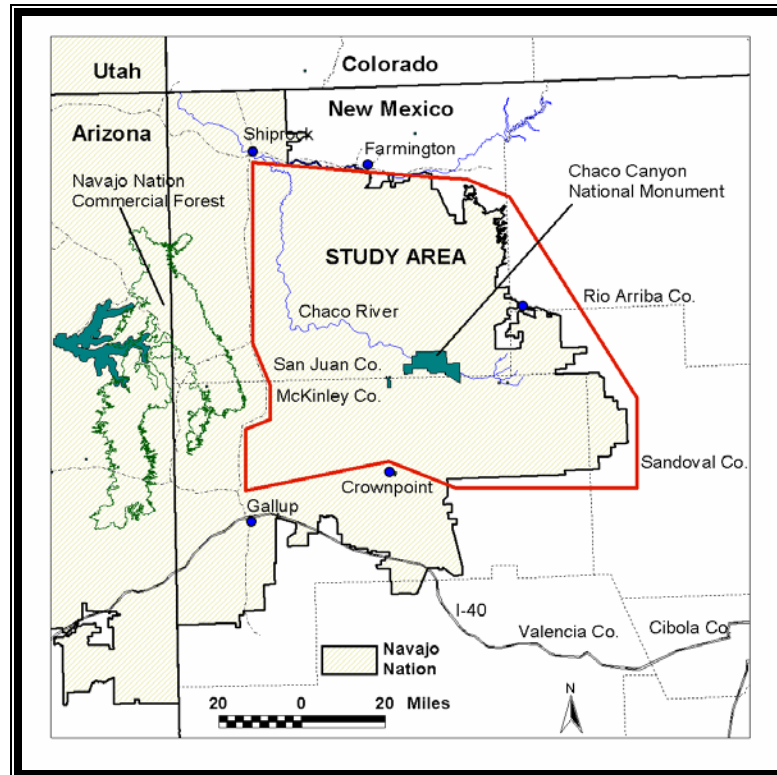 Utah
Colorado
New Mexico
Arizona
Shiprock
Farmington
Navajo Nation
Commercial Forest
Chaco Canyon
National Monument
STUDY AREA
Rio Arriba Co.
Chaco River
San Juan Co.
McKinley Co.
Sandoval Co.
Crownpoint
Gallup
I-40
Valencia Co.
Cibola Co
Navajo
Nation
20 0 20 Miles
N